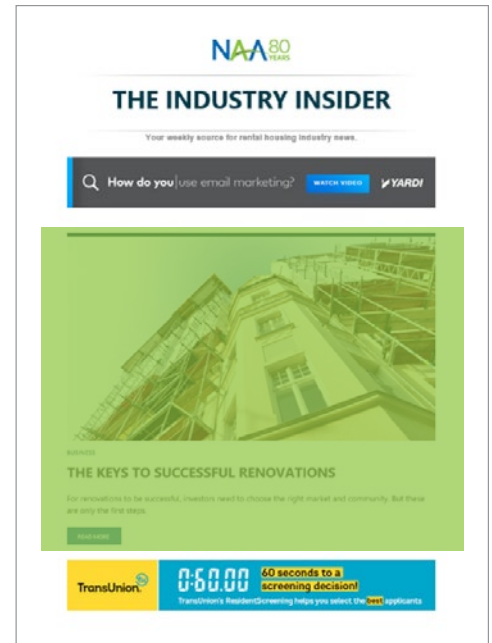 NAA 80
YEARS
THE INDUSTRY INSIDER
Your weekly source for rental housing industry news.
How do you use email marketing? WATCH VIDEO YARDI
BUSINESS
THE KEYS TO SUCCESSFUL RENOVATIONS
For renovations to be successful, investors need to choose the right market and community. But these
are only the first steps.
READ MORE
TransUnion 0:60.00 60 seconds to a
screening decision!
TransUnion's ResidentScreening helps you select the best applicants